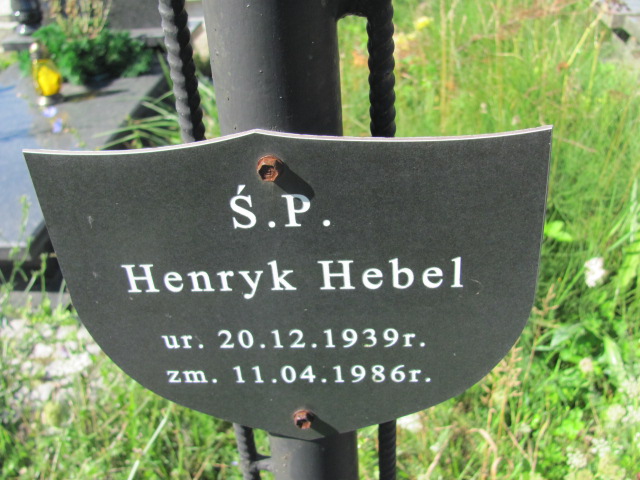 Ś.P.
Henryk Hebel
ur. 20.12.1939r.
zm. 11.04.1986r.